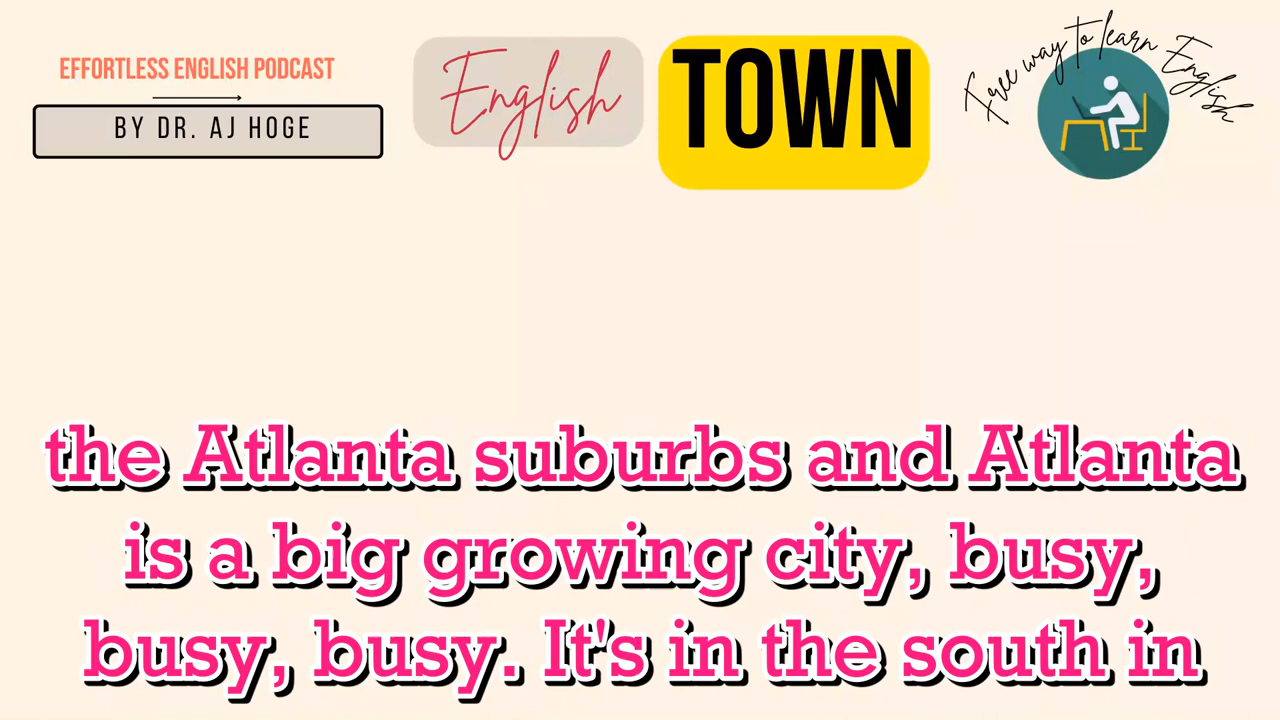 EFFORTLESS ENGLISH PODCAST
BY DR. AJ HOGE
English
TOWN
Free way to learn English
the Atlanta suburbs and Atlanta
is a big growing city, busy,
busy, busy. It's in the south in